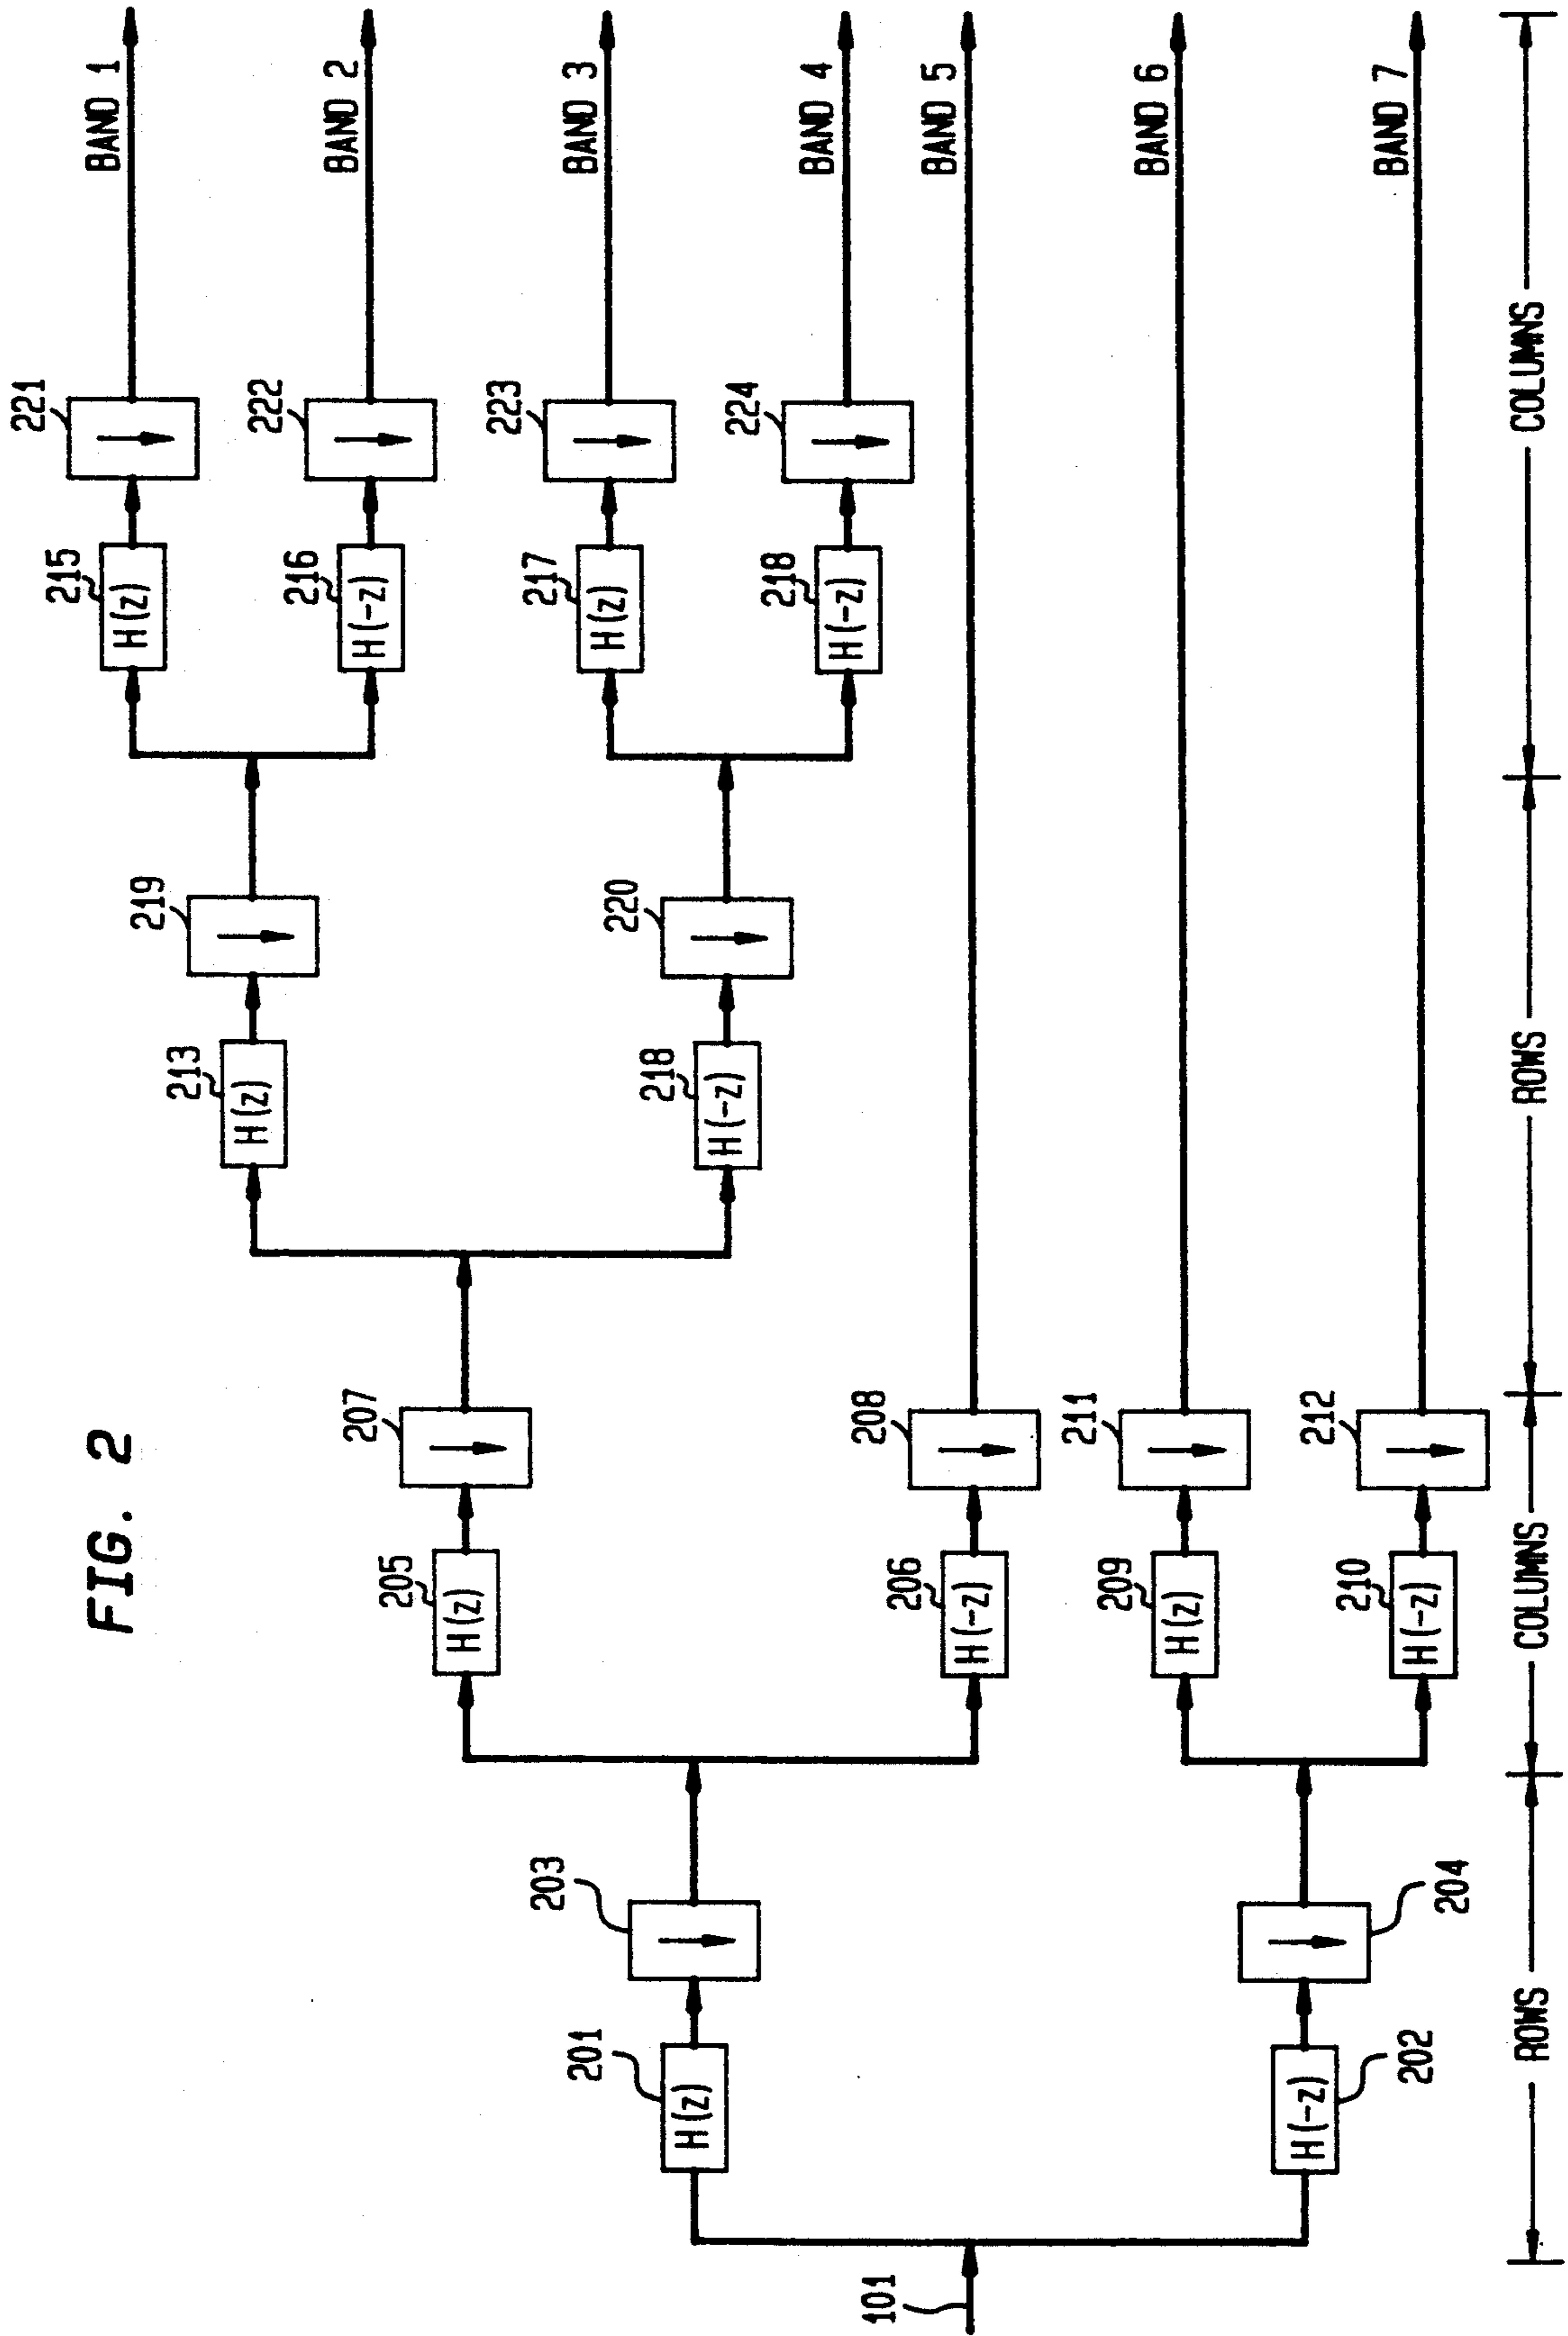 FIG. 2
101
201
H(z)
202
H(-z)
203
204
205
H(z)
206
H(-z)
209
H(z)
210
H(-z)
207
208
211
212
213
H(z)
218
H(-z)
219
220
215
H(z)
216
H(-z)
217
H(z)
218
H(-z)
221
222
223
224
BAND 1
BAND 2
BAND 3
BAND 4
BAND 5
BAND 6
BAND 7
ROWS
COLUMNS
ROWS
COLUMNS